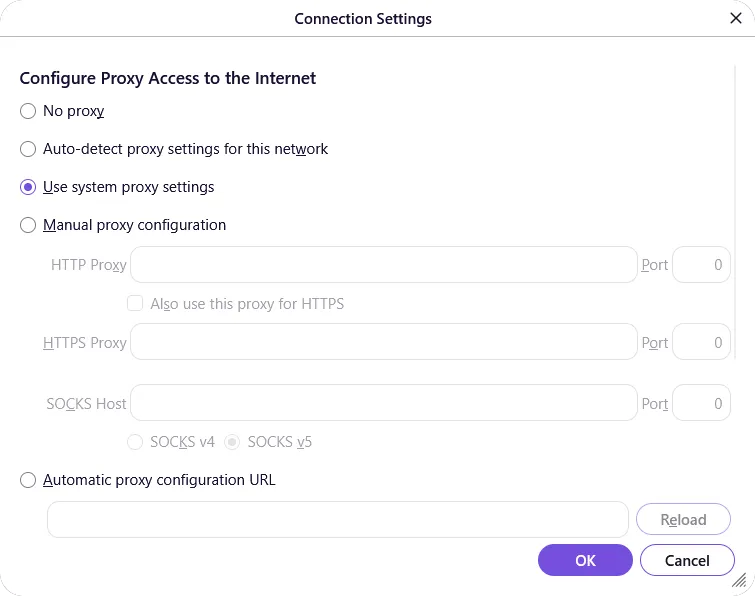 Connection Settings
Configure Proxy Access to the Internet
No proxy
Auto-detect proxy settings for this network
Use system proxy settings
Manual proxy configuration
HTTP Proxy Port 0
Also use this proxy for HTTPS
HTTPS Proxy Port 0
SOCKS Host Port 0
SOCKS v4 SOCKS v5
Automatic proxy configuration URL
Reload
OK Cancel